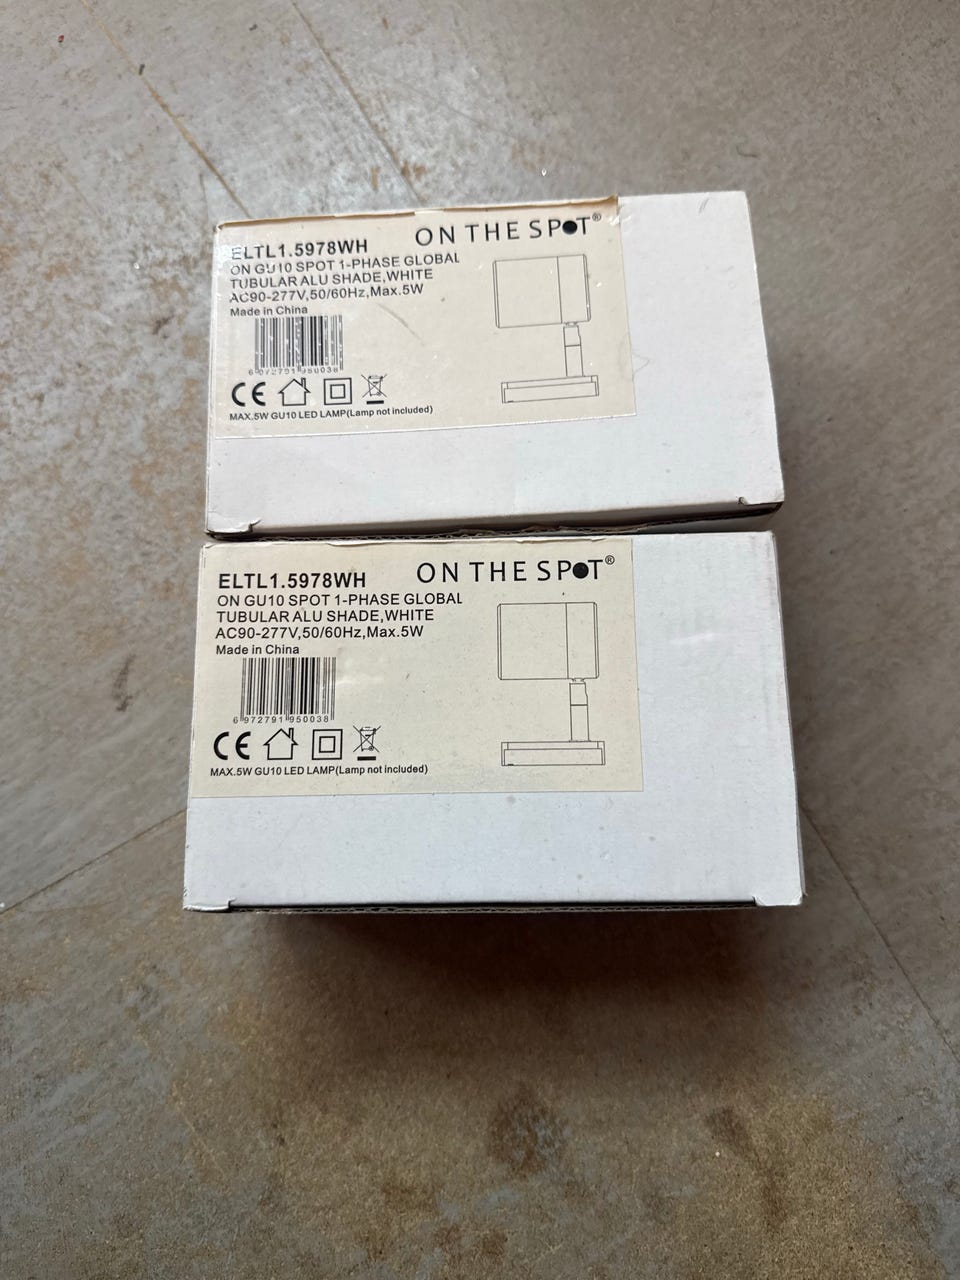 ON THE SPOT®
ELTL1.5978WH
ON GU10 SPOT 1-PHASE GLOBAL
TUBULAR ALU SHADE,WHITE
AC90-277V,50/60Hz,Max.5W
Made in China
6 972791 950038
CE
MAX.5W GU10 LED LAMP(Lamp not included)
ON THE SPOT®
ELTL1.5978WH
ON GU10 SPOT 1-PHASE GLOBAL
TUBULAR ALU SHADE,WHITE
AC90-277V,50/60Hz,Max.5W
Made in China
6 972791 950038
CE
MAX.5W GU10 LED LAMP(Lamp not included)